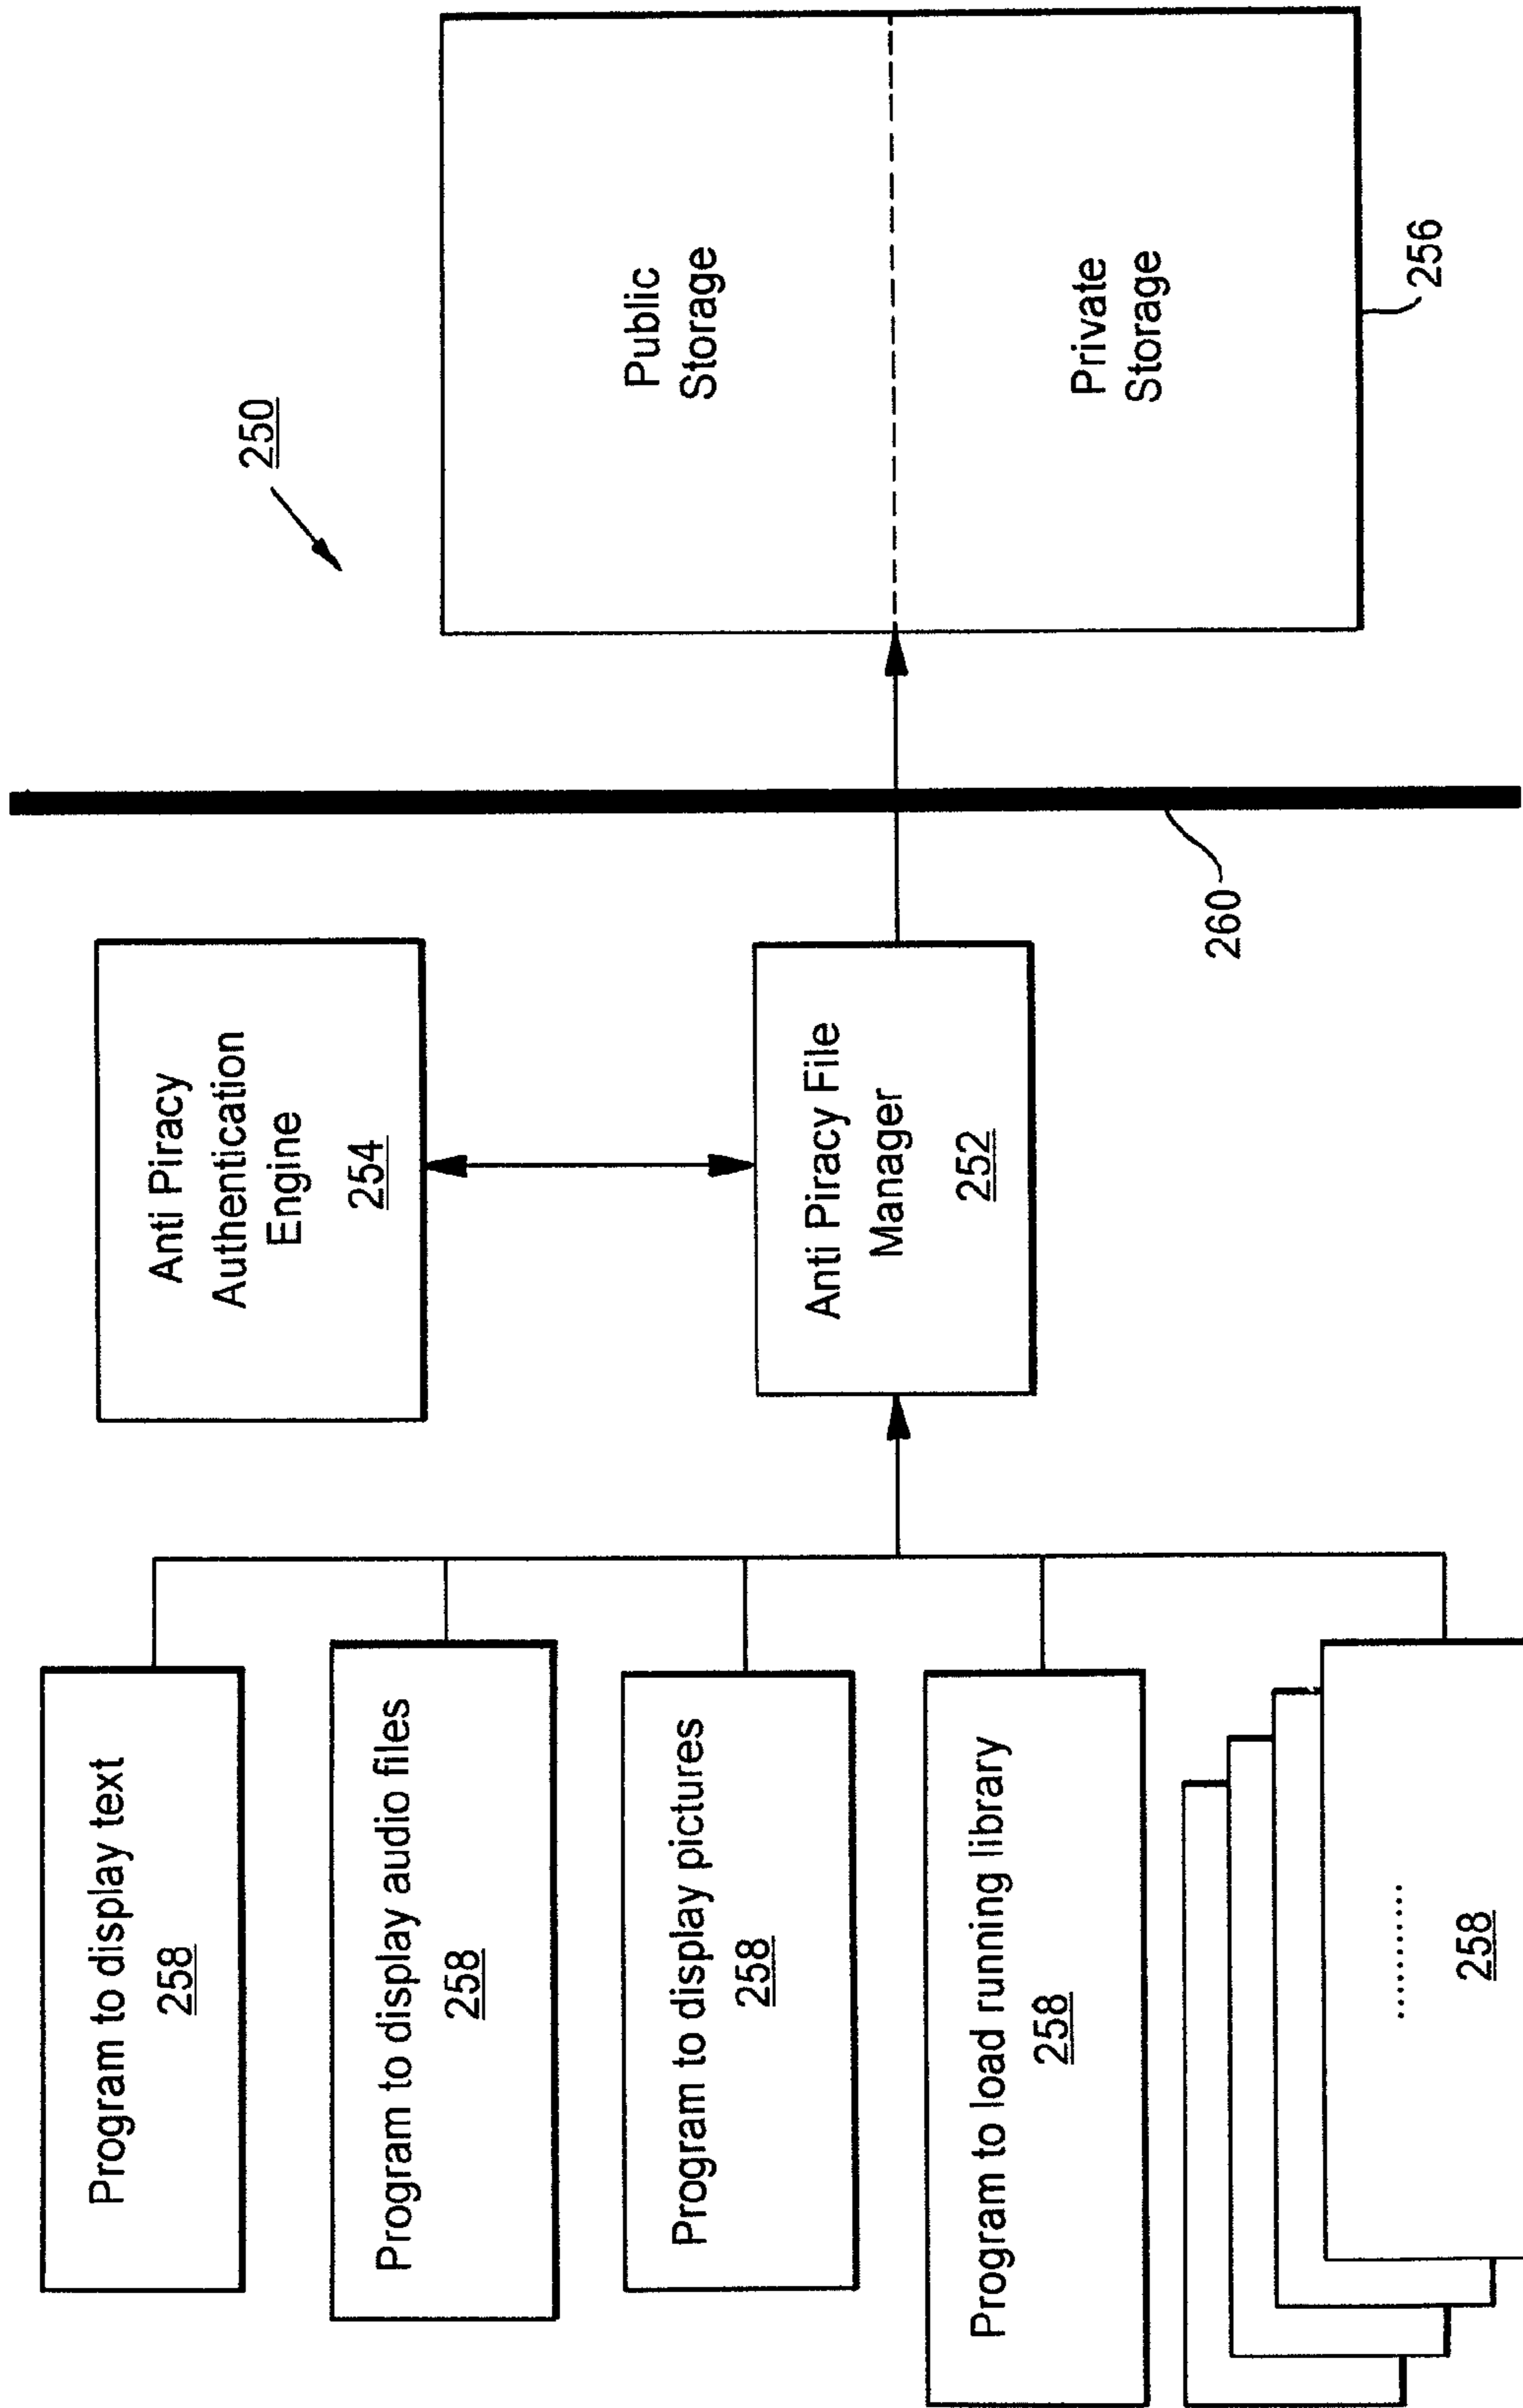 Program to display text
258
Program to display audio files
258
Program to display pictures
258
Program to load running library
258
..........
258
Anti Piracy
Authentication
Engine
254
Anti Piracy File
Manager
252
260
250
Public
Storage
Private
Storage
256